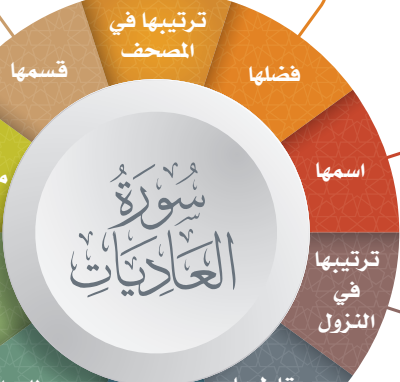 ترتيبها في
المصحف
فضلها
قسمها
اسمها
سُورَةُ
العَادِيَات
ترتيبها
في
النزول